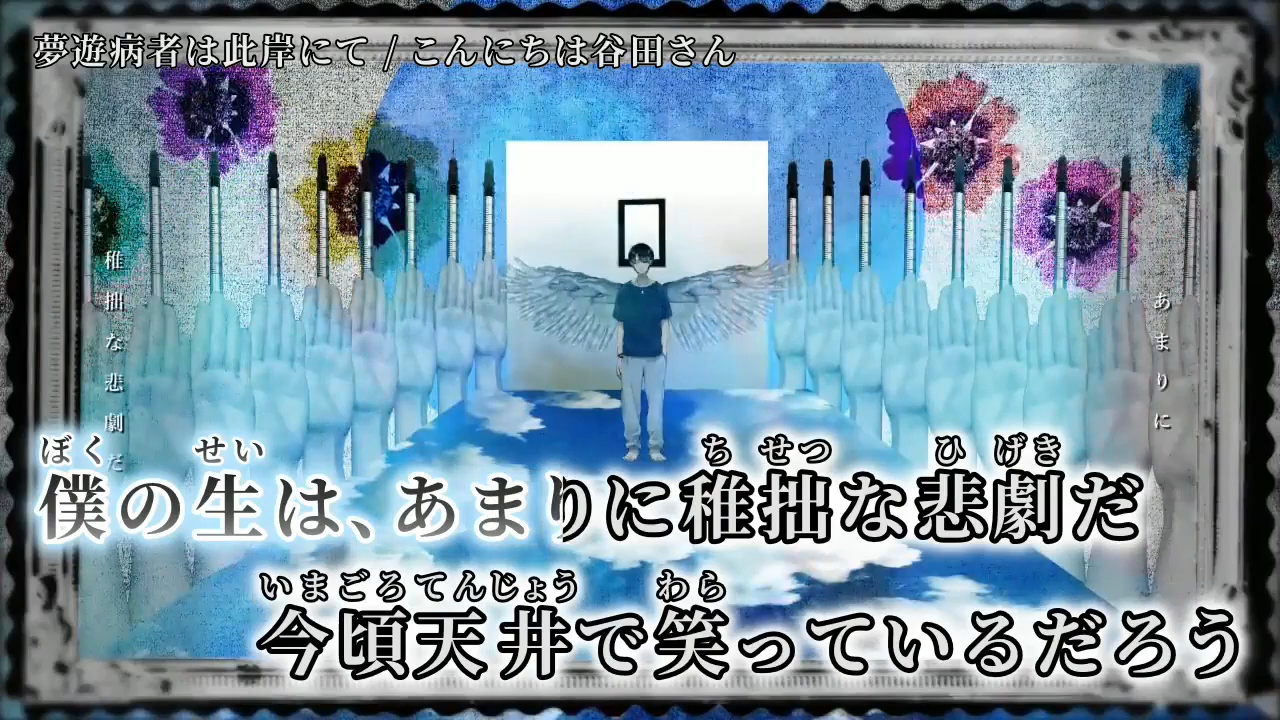 夢遊病者は此岸にて / こんにちは谷田さん
あまりに
稚拙な悲劇だ
ぼく せい ち せつ ひ げき
僕の生は、あまりに稚拙な悲劇だ
いまごろてんじょう わら
今頃天井で笑っているだろう